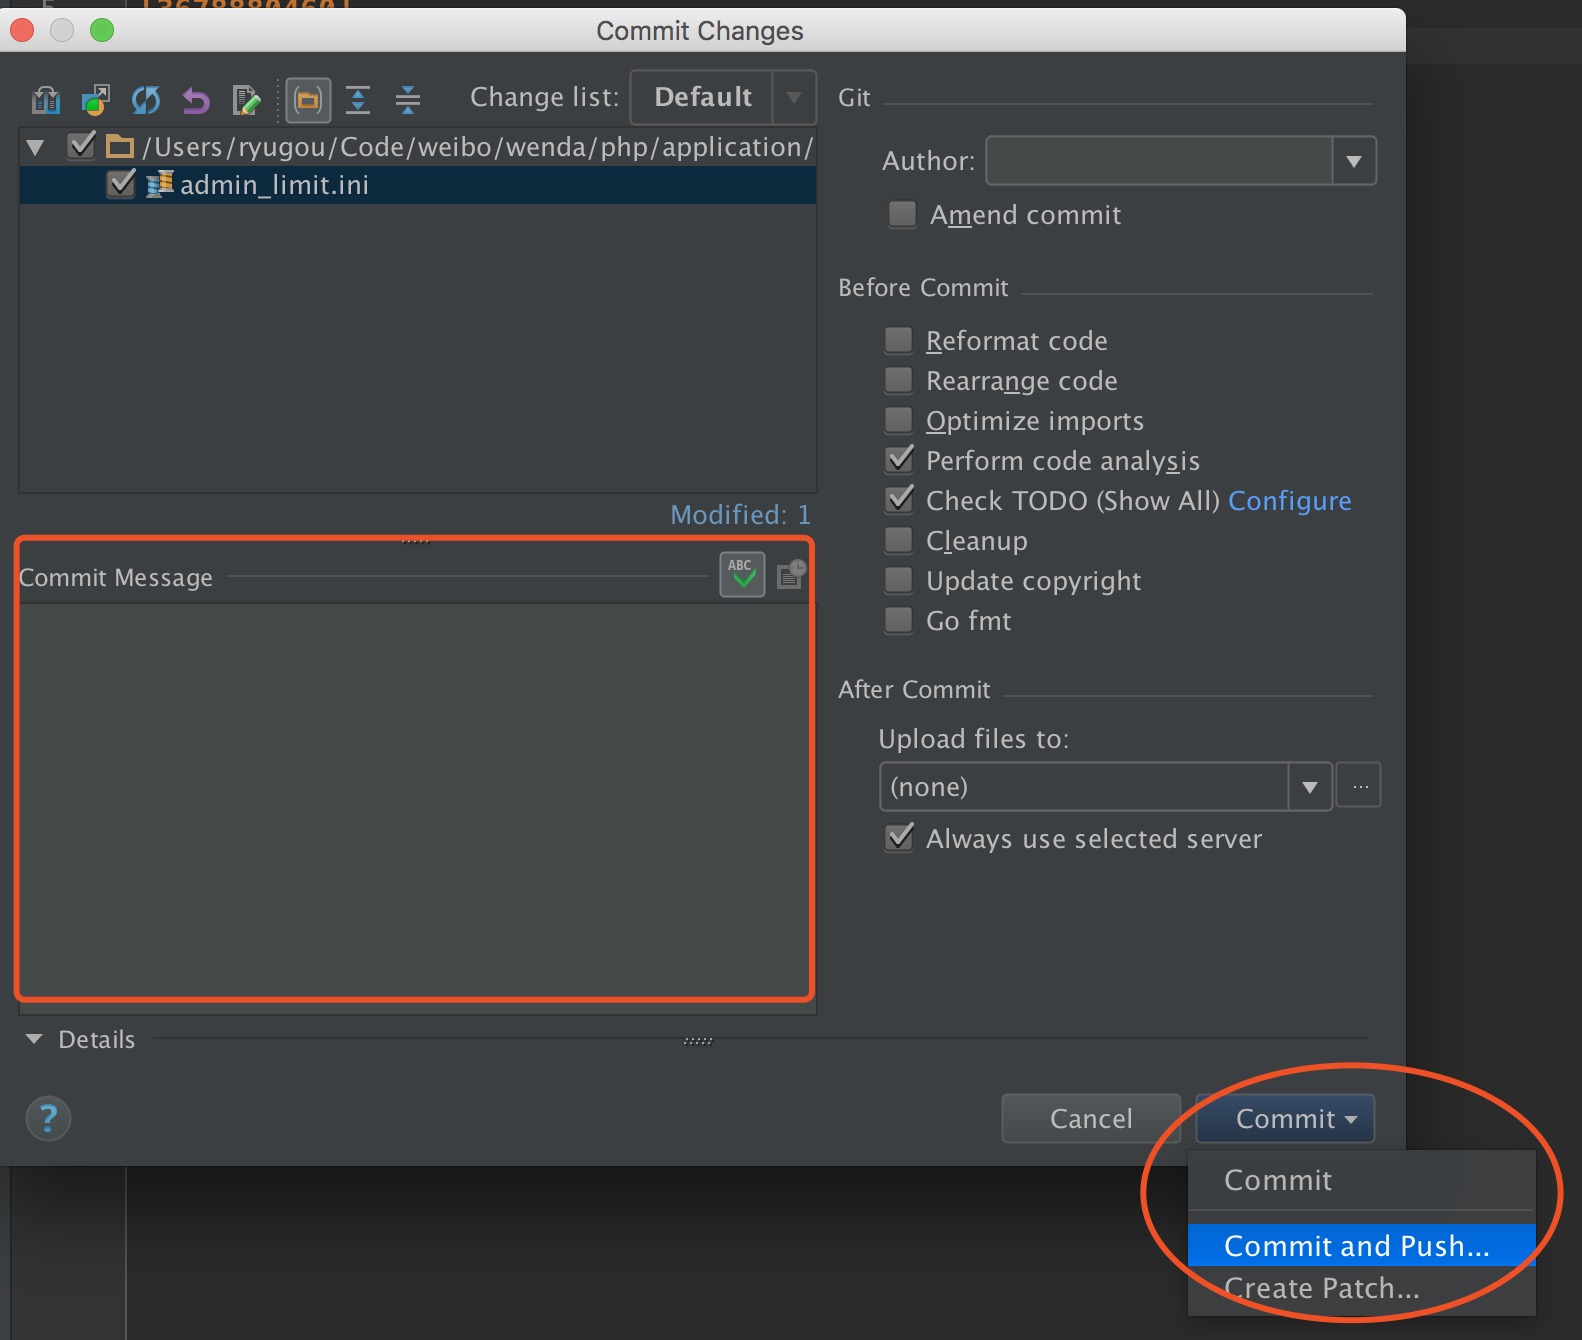 5
[3678880460]
Commit Changes
Change list: Default
/Users/ryugou/Code/weibo/wenda/php/application/
admin_limit.ini
Modified: 1
Commit Message
ABC
Git
Author:
Amend commit
Before Commit
Reformat code
Rearrange code
Optimize imports
Perform code analysis
Check TODO (Show All) Configure
Cleanup
Update copyright
Go fmt
After Commit
Upload files to:
(none)
...
Always use selected server
Details
?
Cancel
Commit
Commit
Commit and Push...
Create Patch...